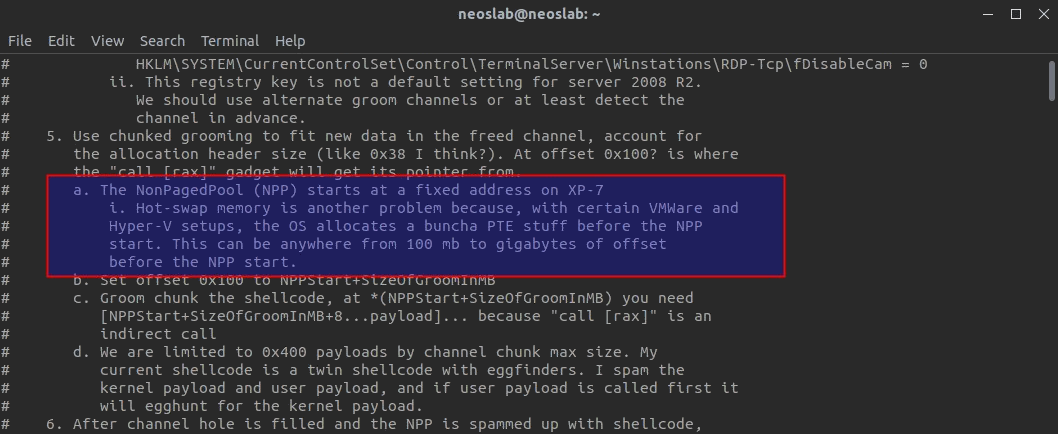 neoslab@neoslab: ~
File Edit View Search Terminal Help
# HKLM\SYSTEM\CurrentControlSet\Control\TerminalServer\Winstations\RDP-Tcp\fDisableCam = 0
# ii. This registry key is not a default setting for server 2008 R2.
# We should use alternate groom channels or at least detect the
# channel in advance.
# 5. Use chunked grooming to fit new data in the freed channel, account for
# the allocation header size (like 0x38 I think?). At offset 0x100? is where
# the "call [rax]" gadget will get its pointer from.
# a. The NonPagedPool (NPP) starts at a fixed address on XP-7
# i. Hot-swap memory is another problem because, with certain VMWare and
# Hyper-V setups, the OS allocates a buncha PTE stuff before the NPP
# start. This can be anywhere from 100 mb to gigabytes of offset
# before the NPP start.
# b. Set offset 0x100 to NPPStart+SizeOfGroomInMB
# c. Groom chunk the shellcode, at *(NPPStart+SizeOfGroomInMB) you need
# [NPPStart+SizeOfGroomInMB+8...payload]... because "call [rax]" is an
# indirect call
# d. We are limited to 0x400 payloads by channel chunk max size. My
# current shellcode is a twin shellcode with eggfinders. I spam the
# kernel payload and user payload, and if user payload is called first it
# will egghunt for the kernel payload.
# 6. After channel hole is filled and the NPP is spammed up with shellcode,